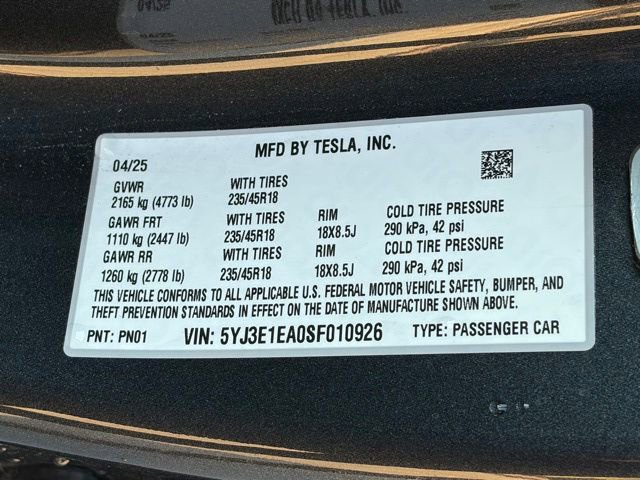 MFD BY TESLA, INC.
04/25
GVWR WITH TIRES
2165 kg (4773 lb) 235/45R18
GAWR FRT WITH TIRES RIM COLD TIRE PRESSURE
1110 kg (2447 lb) 235/45R18 18X8.5J 290 kPa, 42 psi
GAWR RR WITH TIRES RIM COLD TIRE PRESSURE
1260 kg (2778 lb) 235/45R18 18X8.5J 290 kPa, 42 psi
THIS VEHICLE CONFORMS TO ALL APPLICABLE U.S. FEDERAL MOTOR VEHICLE SAFETY, BUMPER, AND
THEFT PREVENTION STANDARDS IN EFFECT ON THE DATE OF MANUFACTURE SHOWN ABOVE.
PNT: PN01 VIN: 5YJ3E1EA0SF010926 TYPE: PASSENGER CAR